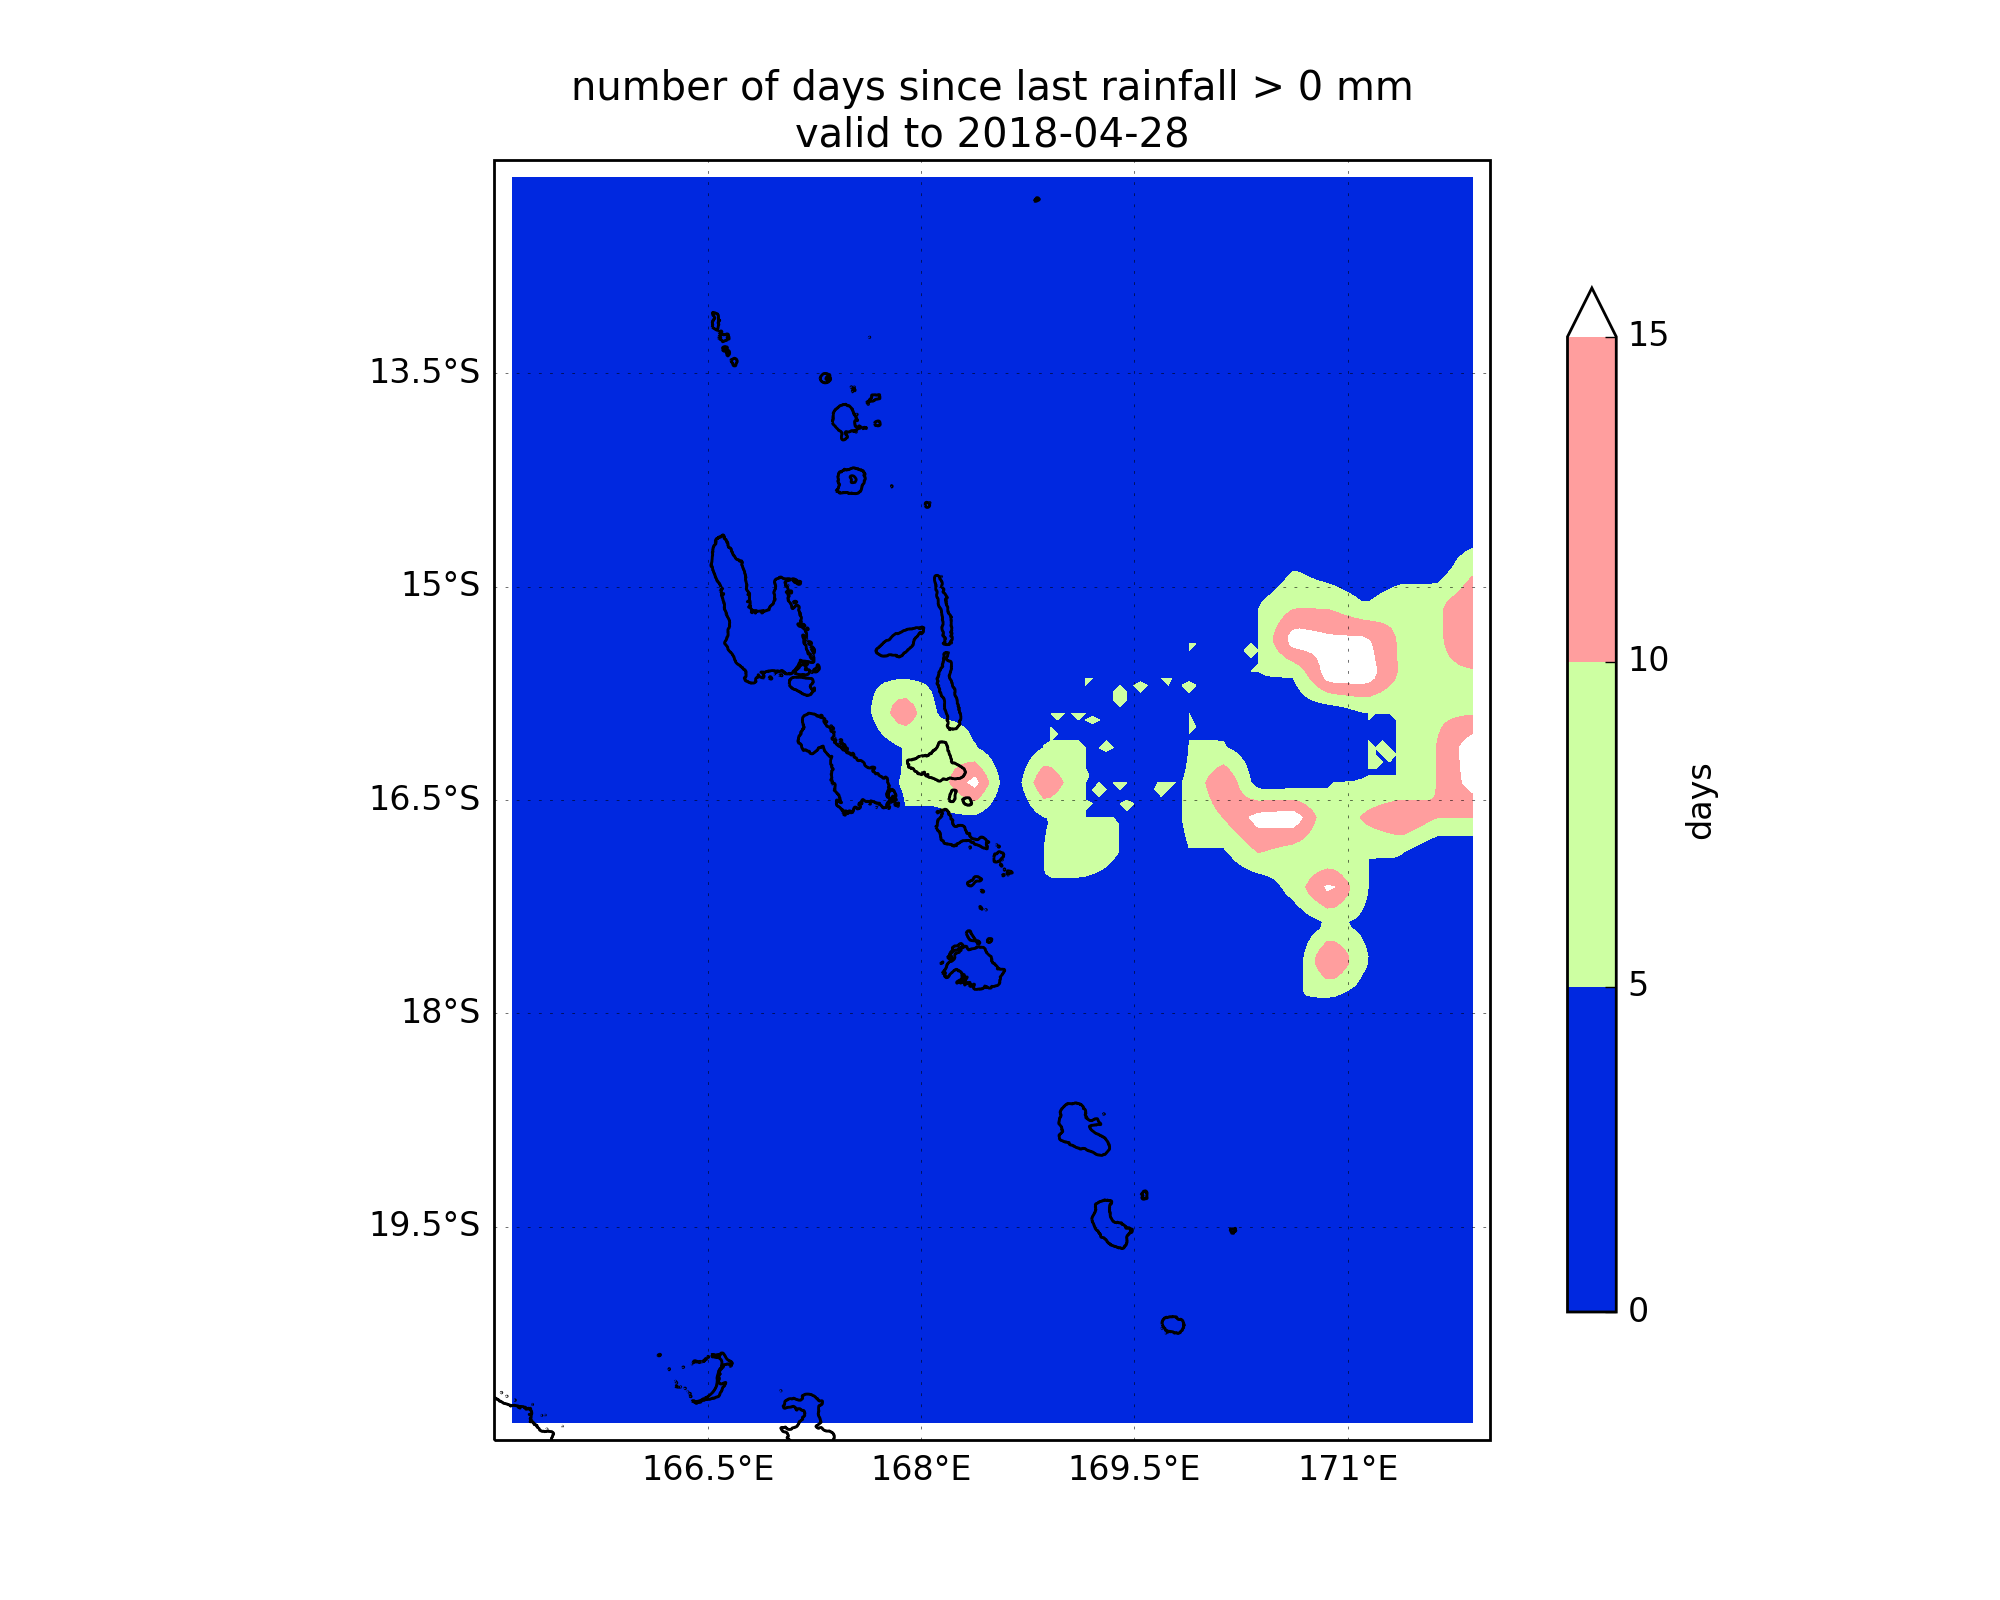 number of days since last rainfall > 0 mm
valid to 2018-04-28
13.5°S
15°S
16.5°S
18°S
19.5°S
166.5°E 168°E 169.5°E 171°E
15
10
5
0
days